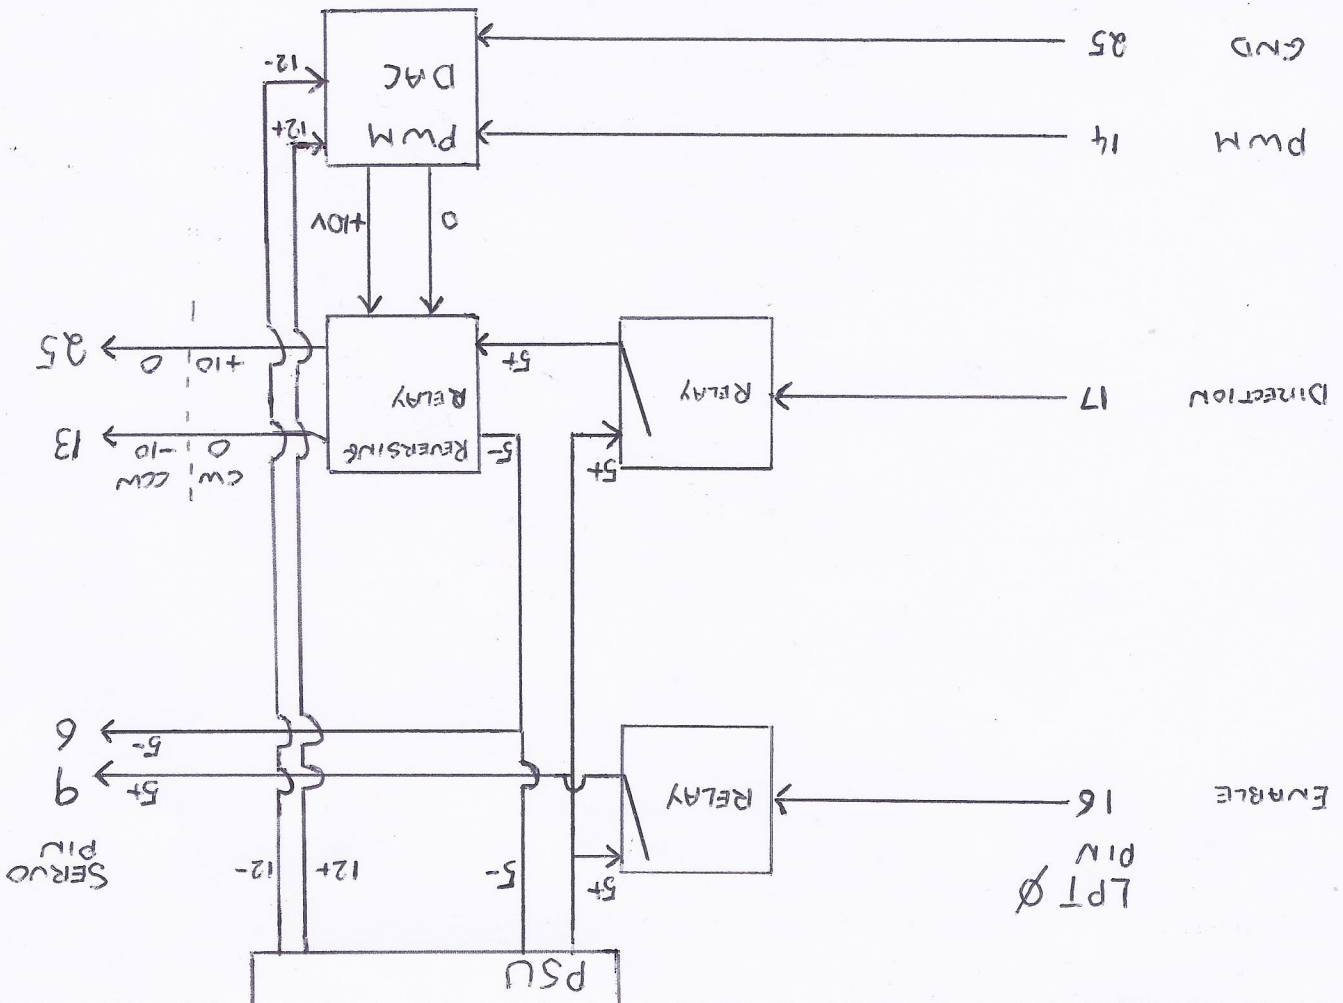 PSU
LPT Ø
PIN
SERVO
PIN
5+
5-
12+
12-
ENABLE
16
RELAY
5+
6
5-
9
CW
CCW
DIRECTION
17
RELAY
5+
5+
5-
REVERSING
RELAY
0
-10
13
+10
0
25
0
+10V
PWM
14
PWM
DAC
12+
12-
GND
25